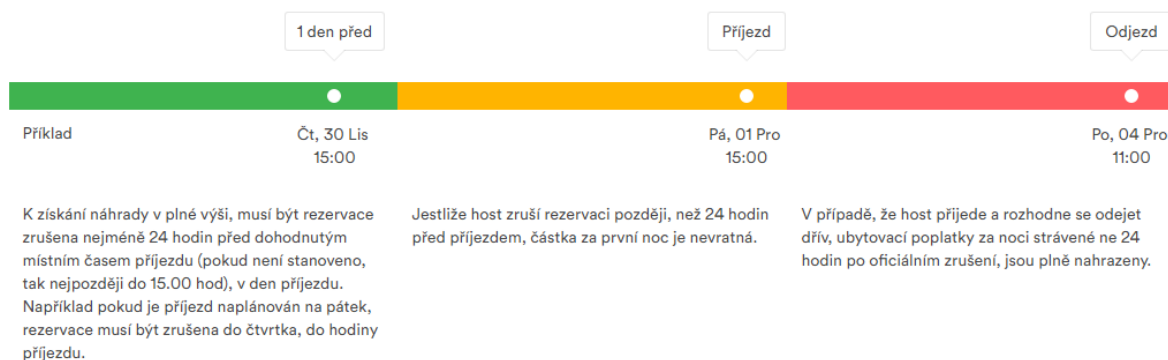 1 den před
Příjezd
Odjezd
Příklad
Čt, 30 Lis
15:00
Pá, 01 Pro
15:00
Po, 04 Pro
11:00
K získání náhrady v plné výši, musí být rezervace
zrušena nejméně 24 hodin před dohodnutým
místním časem příjezdu (pokud není stanoveno,
tak nejpozději do 15.00 hod), v den příjezdu.
Například pokud je příjezd naplánován na pátek,
rezervace musí být zrušena do čtvrtka, do hodiny
příjezdu.
Jestliže host zruší rezervaci později, než 24 hodin
před příjezdem, částka za první noc je nevratná.
V případě, že host přijede a rozhodne se odejet
dřív, ubytovací poplatky za noci strávené ne 24
hodin po oficiálním zrušení, jsou plně nahrazeny.